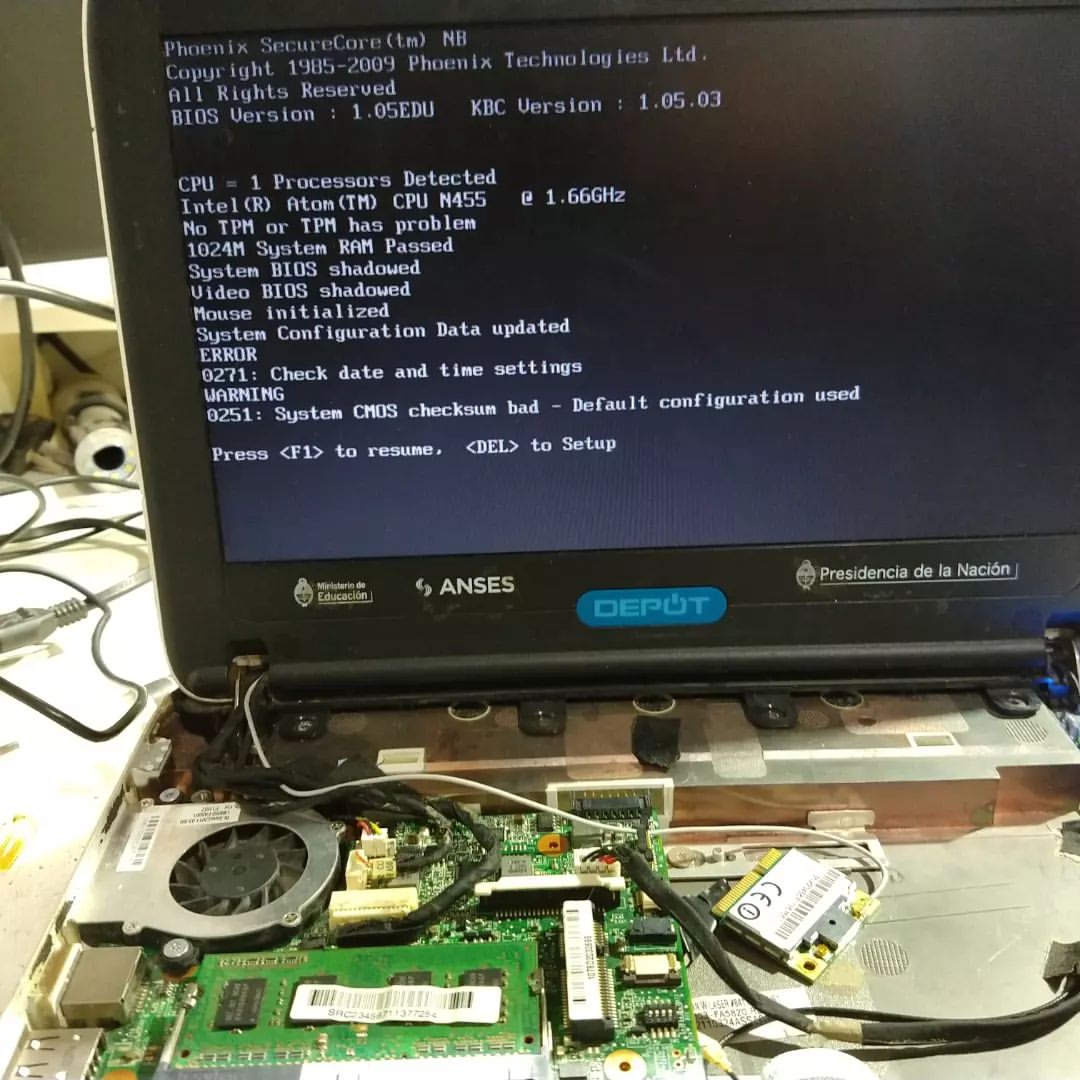 Phoenix SecureCore(tm) NB
Copyright 1985-2009 Phoenix Technologies Ltd.
All Rights Reserved
BIOS Version : 1.05EDU   KBC Version : 1.05.03
CPU = 1 Processors Detected
Intel(R) Atom(TM) CPU N455   @ 1.66GHz
No TPM or TPM has problem
1024M System RAM Passed
System BIOS shadowed
Video BIOS shadowed
Mouse initialized
System Configuration Data updated
ERROR
0271: Check date and time settings
WARNING
0251: System CMOS checksum bad - Default configuration used
Press <F1> to resume, <DEL> to Setup
Ministerio de
Educación
ANSES
DEPOT
Presidencia de la Nación
CE